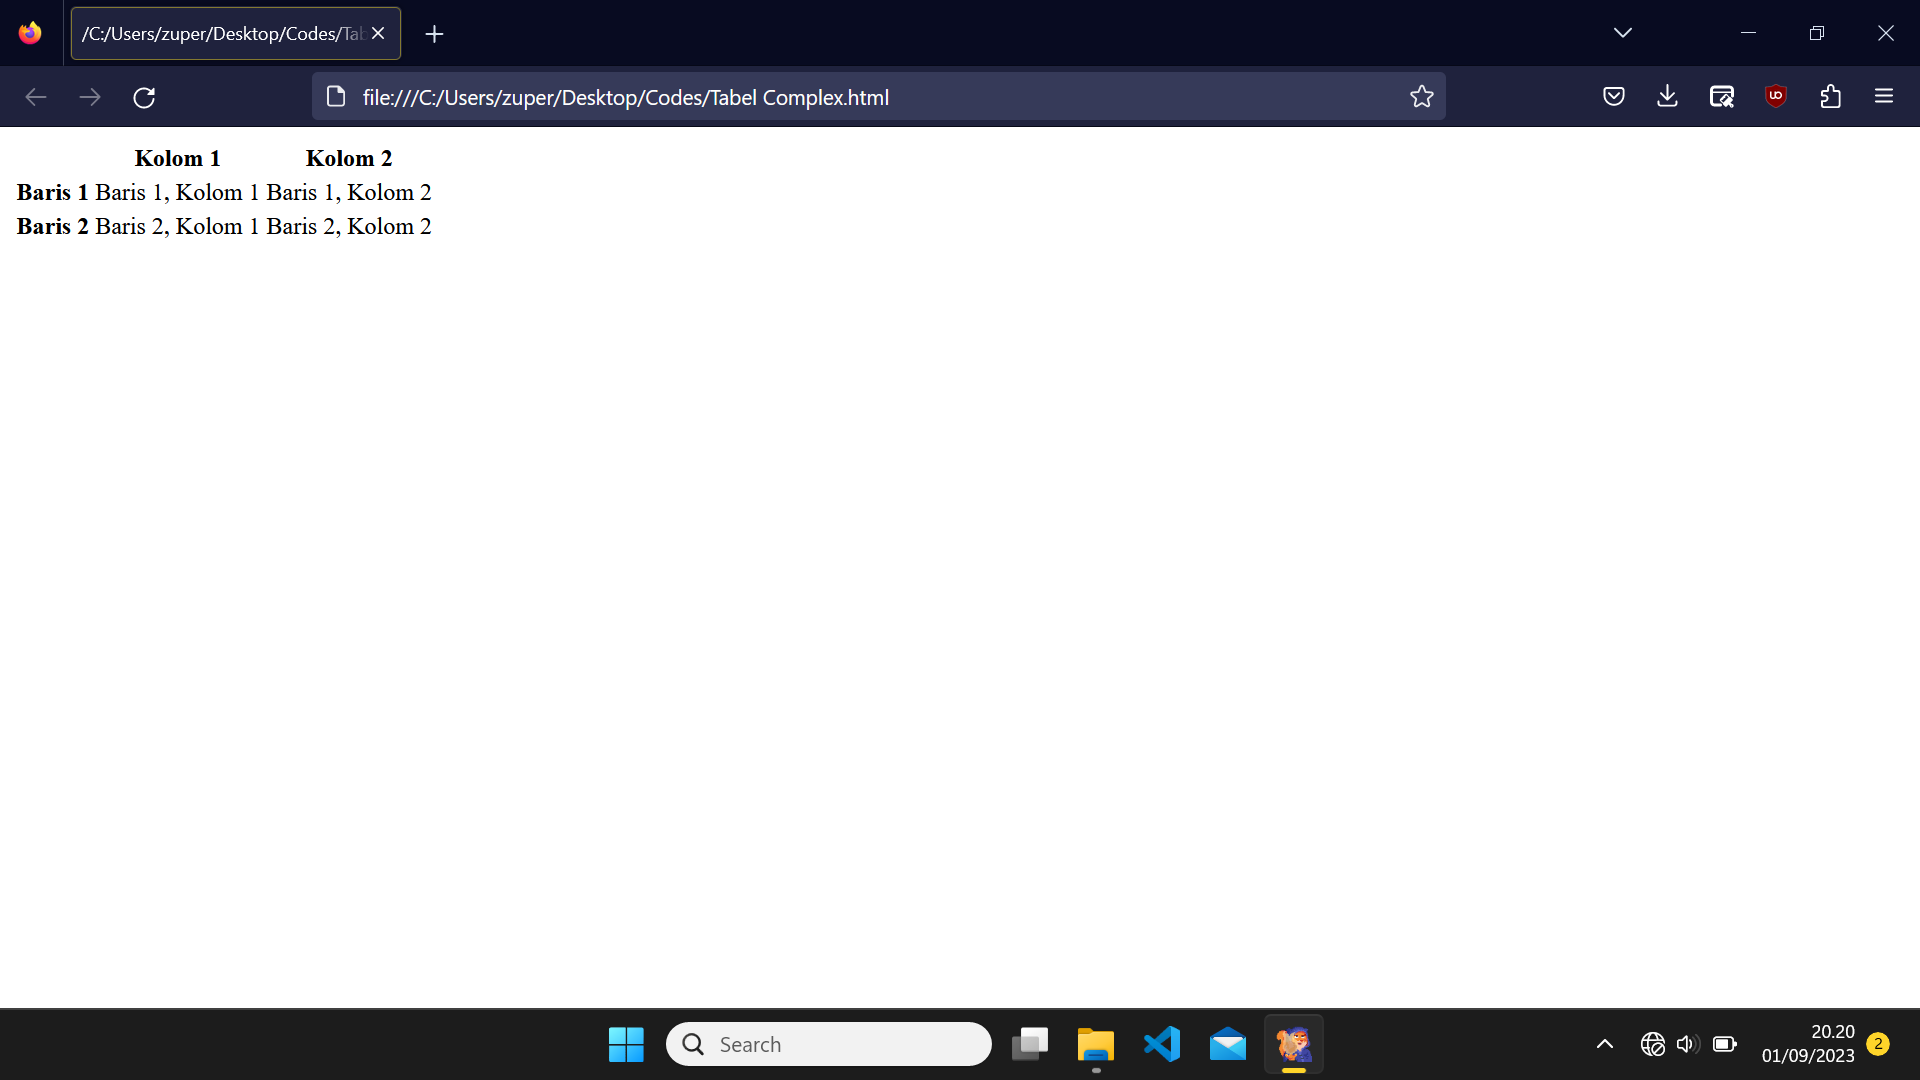 /C:/Users/zuper/Desktop/Codes/Tab
file:///C:/Users/zuper/Desktop/Codes/Tabel Complex.html
Kolom 1 Kolom 2
Baris 1 Baris 1, Kolom 1 Baris 1, Kolom 2
Baris 2 Baris 2, Kolom 1 Baris 2, Kolom 2
Search
20.20
01/09/2023
2